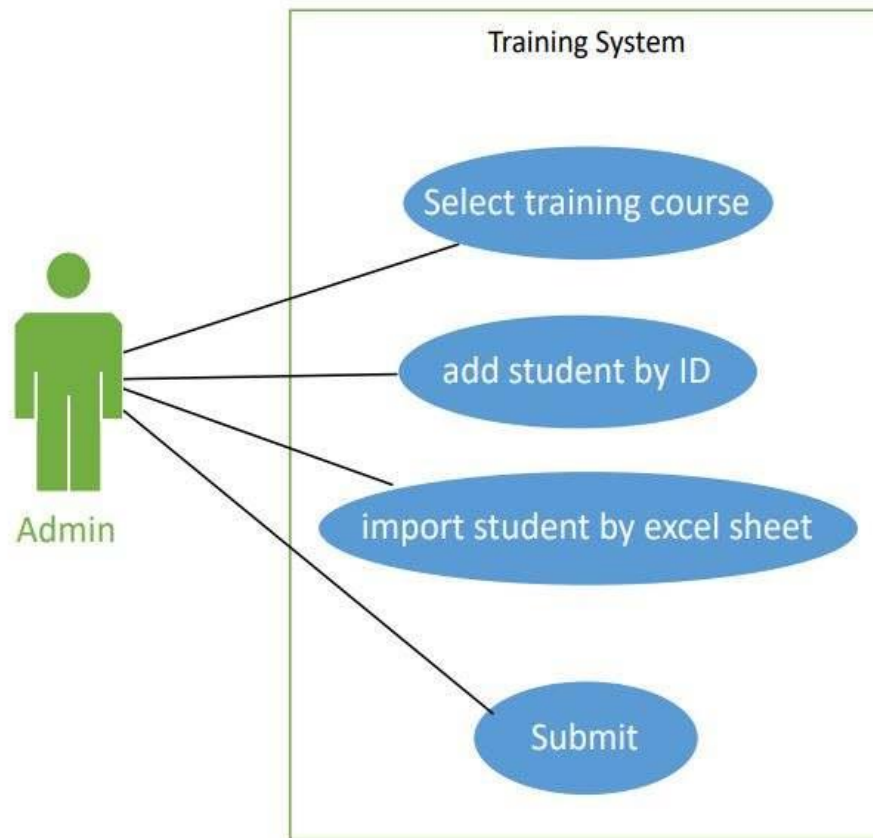 Training System
Select training course
add student by ID
import student by excel sheet
Admin
Submit